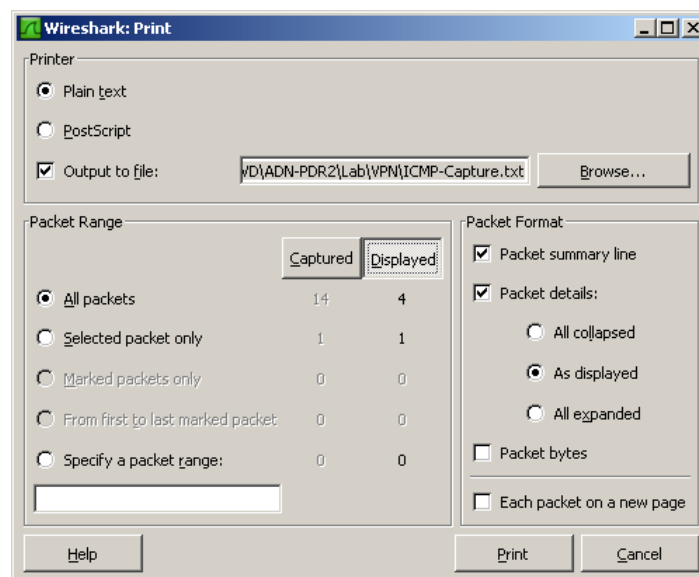 Wireshark: Print
Printer
Plain text
PostScript
Output to file: VD\ADN-PDR2\Lab\VPN\ICMP-Capture.txt Browse...
Packet Range
Captured Displayed
All packets 14 4
Selected packet only 1 1
Marked packets only 0 0
From first to last marked packet 0 0
Specify a packet range: 0 0
Packet Format
Packet summary line
Packet details:
All collapsed
As displayed
All expanded
Packet bytes
Each packet on a new page
Help Print Cancel